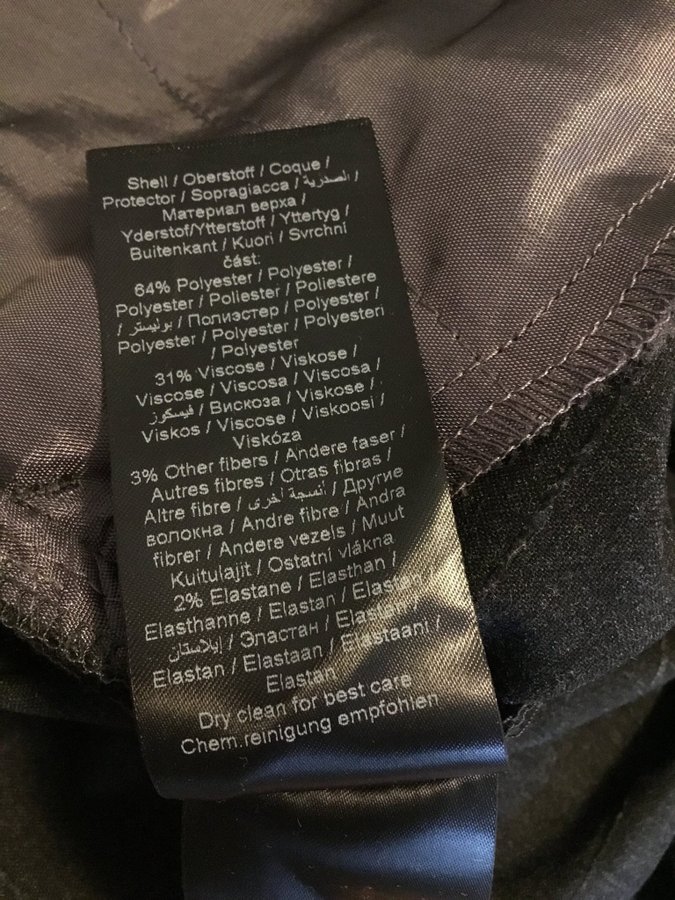 Shell / Oberstoff / Coque /
Protector / Sopragiacca / الصدرية /
Материал верха /
Yderstof/Ytterstoff / Yttertyg /
Buitenkant / Kuori / Svrchní
část:
64% Polyester / Polyester /
Polyester / Poliester / Poliestere
/ بوليستر / Полиэстер / Polyester /
Polyester / Polyester / Polyesteri
/ Polyester
31% Viscose / Viskose /
Viscose / Viscosa / Viscosa /
فيسكوز / Вискоза / Viskose /
Viskos / Viscose / Viskoosi /
Viskóza
3% Other fibers / Andere faser /
Autres fibres / Otras fibras /
Altre fibre / أنسجة أخرى / Другие
волокна / Andre fibre / Andra
fibrer / Andere vezels / Muut
Kuitulajit / Ostatní vlákna
2% Elastane / Elasthan /
Elasthanne / Elastan / Elastan
إيلاستان / Эластан / Elastan /
Elastan / Elastaan / Elastaani /
Elastan
Dry clean for best care
Chem.reinigung empfohlen